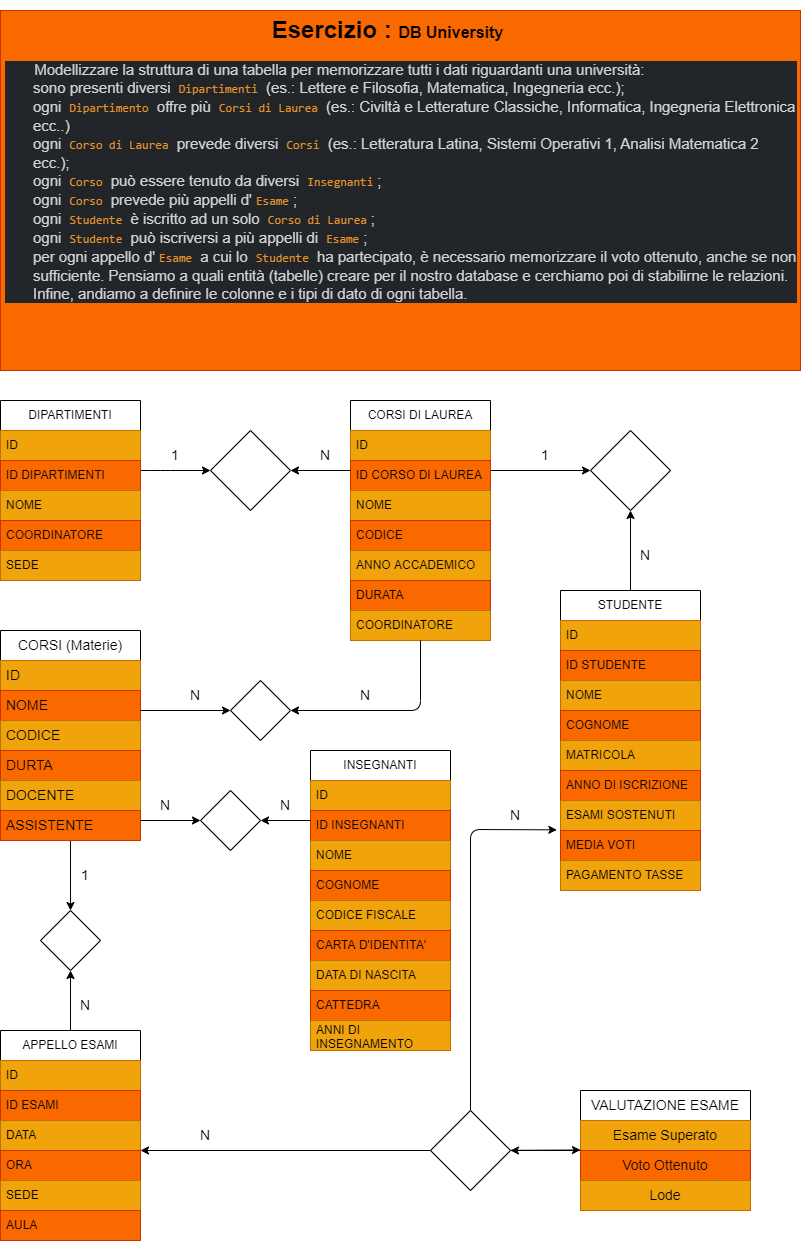 Esercizio : DB University
Modellizzare la struttura di una tabella per memorizzare tutti i dati riguardanti una università:
sono presenti diversi Dipartimenti (es.: Lettere e Filosofia, Matematica, Ingegneria ecc.);
ogni Dipartimento offre più Corsi di Laurea (es.: Civiltà e Letterature Classiche, Informatica, Ingegneria Elettronica
ecc..)
ogni Corso di Laurea prevede diversi Corsi (es.: Letteratura Latina, Sistemi Operativi 1, Analisi Matematica 2
ecc.);
ogni Corso può essere tenuto da diversi Insegnanti;
ogni Corso prevede più appelli d'Esame;
ogni Studente è iscritto ad un solo Corso di Laurea;
ogni Studente può iscriversi a più appelli di Esame;
per ogni appello d'Esame a cui lo Studente ha partecipato, è necessario memorizzare il voto ottenuto, anche se non
sufficiente. Pensiamo a quali entità (tabelle) creare per il nostro database e cerchiamo poi di stabilirne le relazioni.
Infine, andiamo a definire le colonne e i tipi di dato di ogni tabella.
DIPARTIMENTI
ID
ID DIPARTIMENTI
NOME
COORDINATORE
SEDE
1
N
CORSI DI LAUREA
ID
ID CORSO DI LAUREA
NOME
CODICE
ANNO ACCADEMICO
DURATA
COORDINATORE
1
N
STUDENTE
ID
ID STUDENTE
NOME
COGNOME
MATRICOLA
ANNO DI ISCRIZIONE
ESAMI SOSTENUTI
MEDIA VOTI
PAGAMENTO TASSE
CORSI (Materie)
ID
NOME
CODICE
DURTA
DOCENTE
ASSISTENTE
N
N
N
N
INSEGNANTI
ID
ID INSEGNANTI
NOME
COGNOME
CODICE FISCALE
CARTA D'IDENTITA'
DATA DI NASCITA
CATTEDRA
ANNI DI
INSEGNAMENTO
N
1
N
APPELLO ESAMI
ID
ID ESAMI
DATA
ORA
SEDE
AULA
N
VALUTAZIONE ESAME
Esame Superato
Voto Ottenuto
Lode